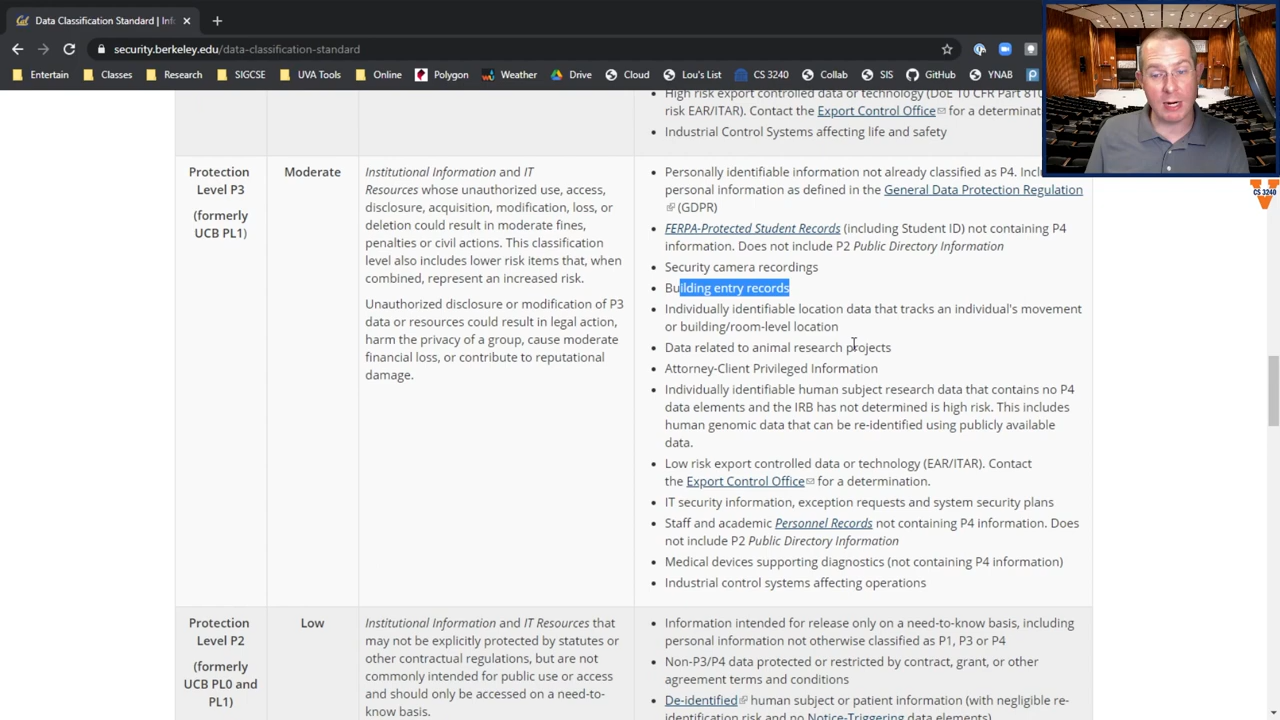 Data Classification Standard | Inf
security.berkeley.edu/data-classification-standard
Entertain
Classes
Research
SIGCSE
UVA Tools
Online
Polygon
Weather
Drive
Cloud
Lou's List
CS 3240
Collab
SIS
GitHub
YNAB
CS 3240
High risk export controlled data or technology (DoE 10 CFR Part 810
risk EAR/ITAR). Contact the Export Control Office for a determinat
Industrial Control Systems affecting life and safety
Protection
Level P3
(formerly
UCB PL1)
Moderate
Institutional Information and IT
Resources whose unauthorized use, access,
disclosure, acquisition, modification, loss, or
deletion could result in moderate fines,
penalties or civil actions. This classification
level also includes lower risk items that, when
combined, represent an increased risk.
Unauthorized disclosure or modification of P3
data or resources could result in legal action,
harm the privacy of a group, cause moderate
financial loss, or contribute to reputational
damage.
Personally identifiable information not already classified as P4. Inclu
personal information as defined in the General Data Protection Regulation
(GDPR)
FERPA-Protected Student Records (including Student ID) not containing P4
information. Does not include P2 Public Directory Information
Security camera recordings
Building entry records
Individually identifiable location data that tracks an individual's movement
or building/room-level location
Data related to animal research projects
Attorney-Client Privileged Information
Individually identifiable human subject research data that contains no P4
data elements and the IRB has not determined is high risk. This includes
human genomic data that can be re-identified using publicly available
data.
Low risk export controlled data or technology (EAR/ITAR). Contact
the Export Control Office for a determination.
IT security information, exception requests and system security plans
Staff and academic Personnel Records not containing P4 information. Does
not include P2 Public Directory Information
Medical devices supporting diagnostics (not containing P4 information)
Industrial control systems affecting operations
Protection
Level P2
(formerly
UCB PL0 and
PL1)
Low
Institutional Information and IT Resources that
may not be explicitly protected by statutes or
other contractual regulations, but are not
commonly intended for public use or access
and should only be accessed on a need-to-
know basis.
Information intended for release only on a need-to-know basis, including
personal information not otherwise classified as P1, P3 or P4
Non-P3/P4 data protected or restricted by contract, grant, or other
agreement terms and conditions
De-identified human subject or patient information (with negligible re-
identification risk and no Notice-Triggering data elements)